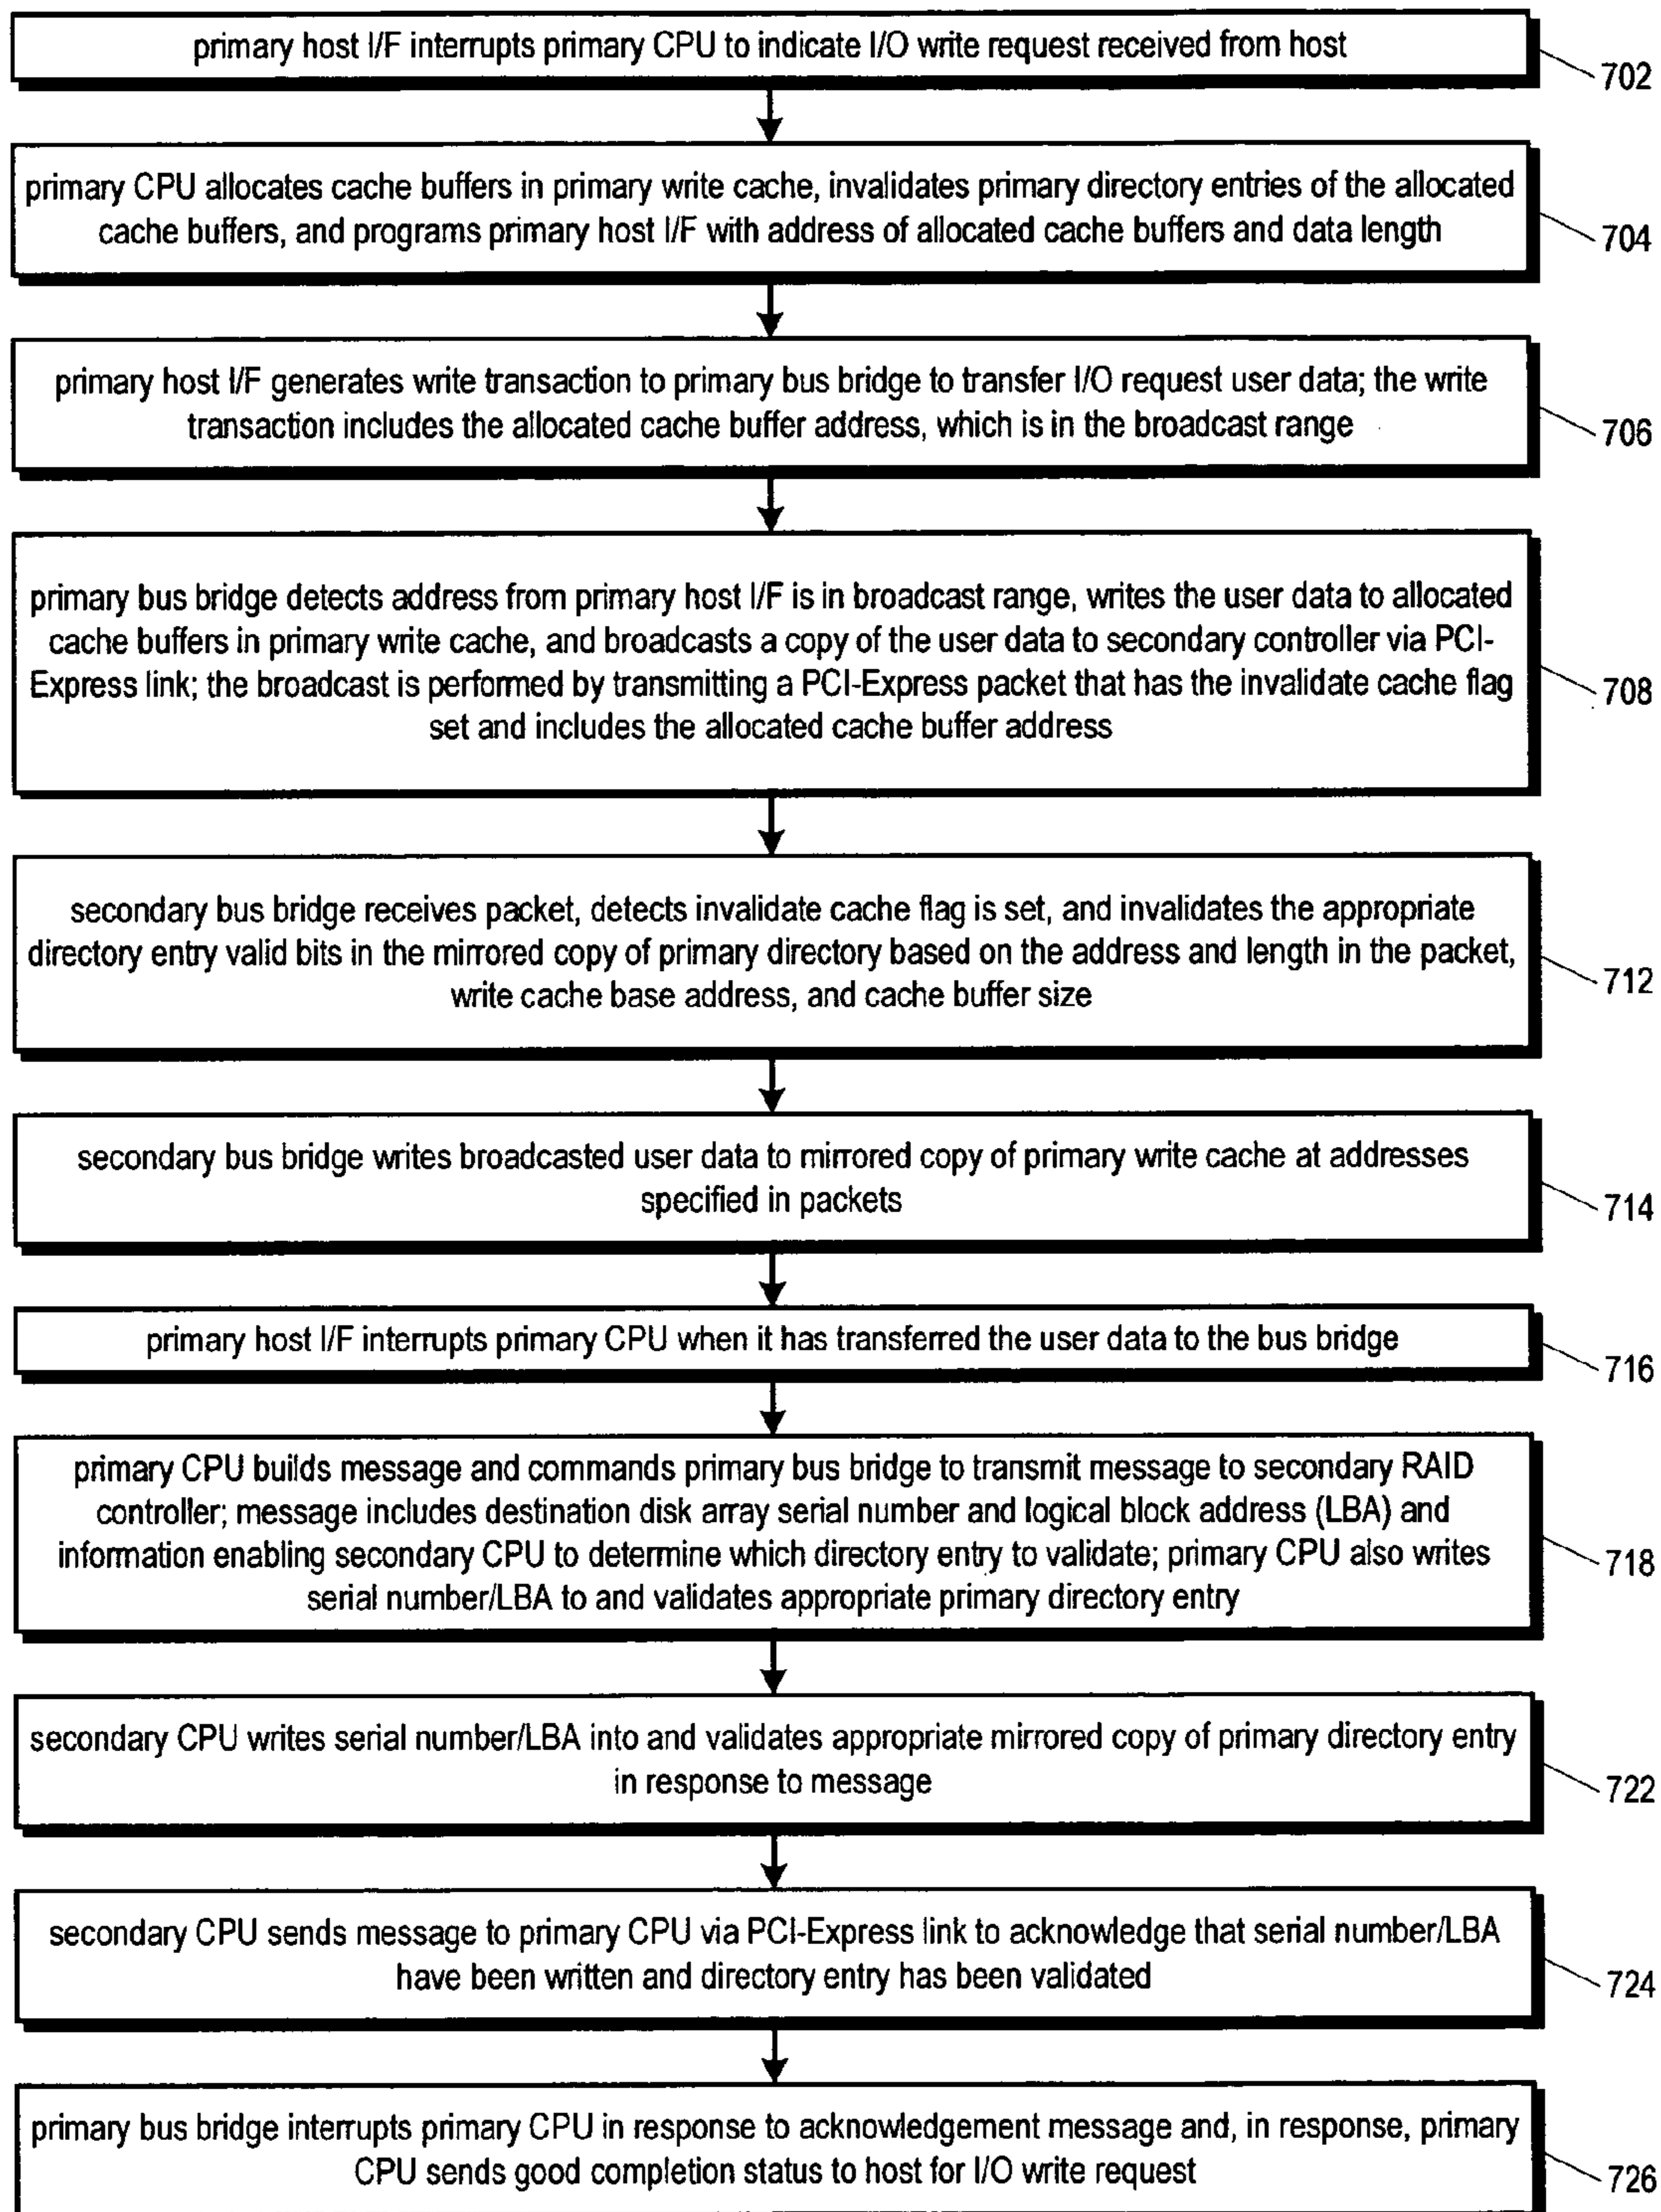 primary host I/F interrupts primary CPU to indicate I/O write request received from host
702
primary CPU allocates cache buffers in primary write cache, invalidates primary directory entries of the allocated
cache buffers, and programs primary host I/F with address of allocated cache buffers and data length
704
primary host I/F generates write transaction to primary bus bridge to transfer I/O request user data; the write
transaction includes the allocated cache buffer address, which is in the broadcast range
706
primary bus bridge detects address from primary host I/F is in broadcast range, writes the user data to allocated
cache buffers in primary write cache, and broadcasts a copy of the user data to secondary controller via PCI-
Express link; the broadcast is performed by transmitting a PCI-Express packet that has the invalidate cache flag
set and includes the allocated cache buffer address
708
secondary bus bridge receives packet, detects invalidate cache flag is set, and invalidates the appropriate
directory entry valid bits in the mirrored copy of primary directory based on the address and length in the packet,
write cache base address, and cache buffer size
712
secondary bus bridge writes broadcasted user data to mirrored copy of primary write cache at addresses
specified in packets
714
primary host I/F interrupts primary CPU when it has transferred the user data to the bus bridge
716
primary CPU builds message and commands primary bus bridge to transmit message to secondary RAID
controller; message includes destination disk array serial number and logical block address (LBA) and
information enabling secondary CPU to determine which directory entry to validate; primary CPU also writes
serial number/LBA to and validates appropriate primary directory entry
718
secondary CPU writes serial number/LBA into and validates appropriate mirrored copy of primary directory entry
in response to message
722
secondary CPU sends message to primary CPU via PCI-Express link to acknowledge that serial number/LBA
have been written and directory entry has been validated
724
primary bus bridge interrupts primary CPU in response to acknowledgement message and, in response, primary
CPU sends good completion status to host for I/O write request
726